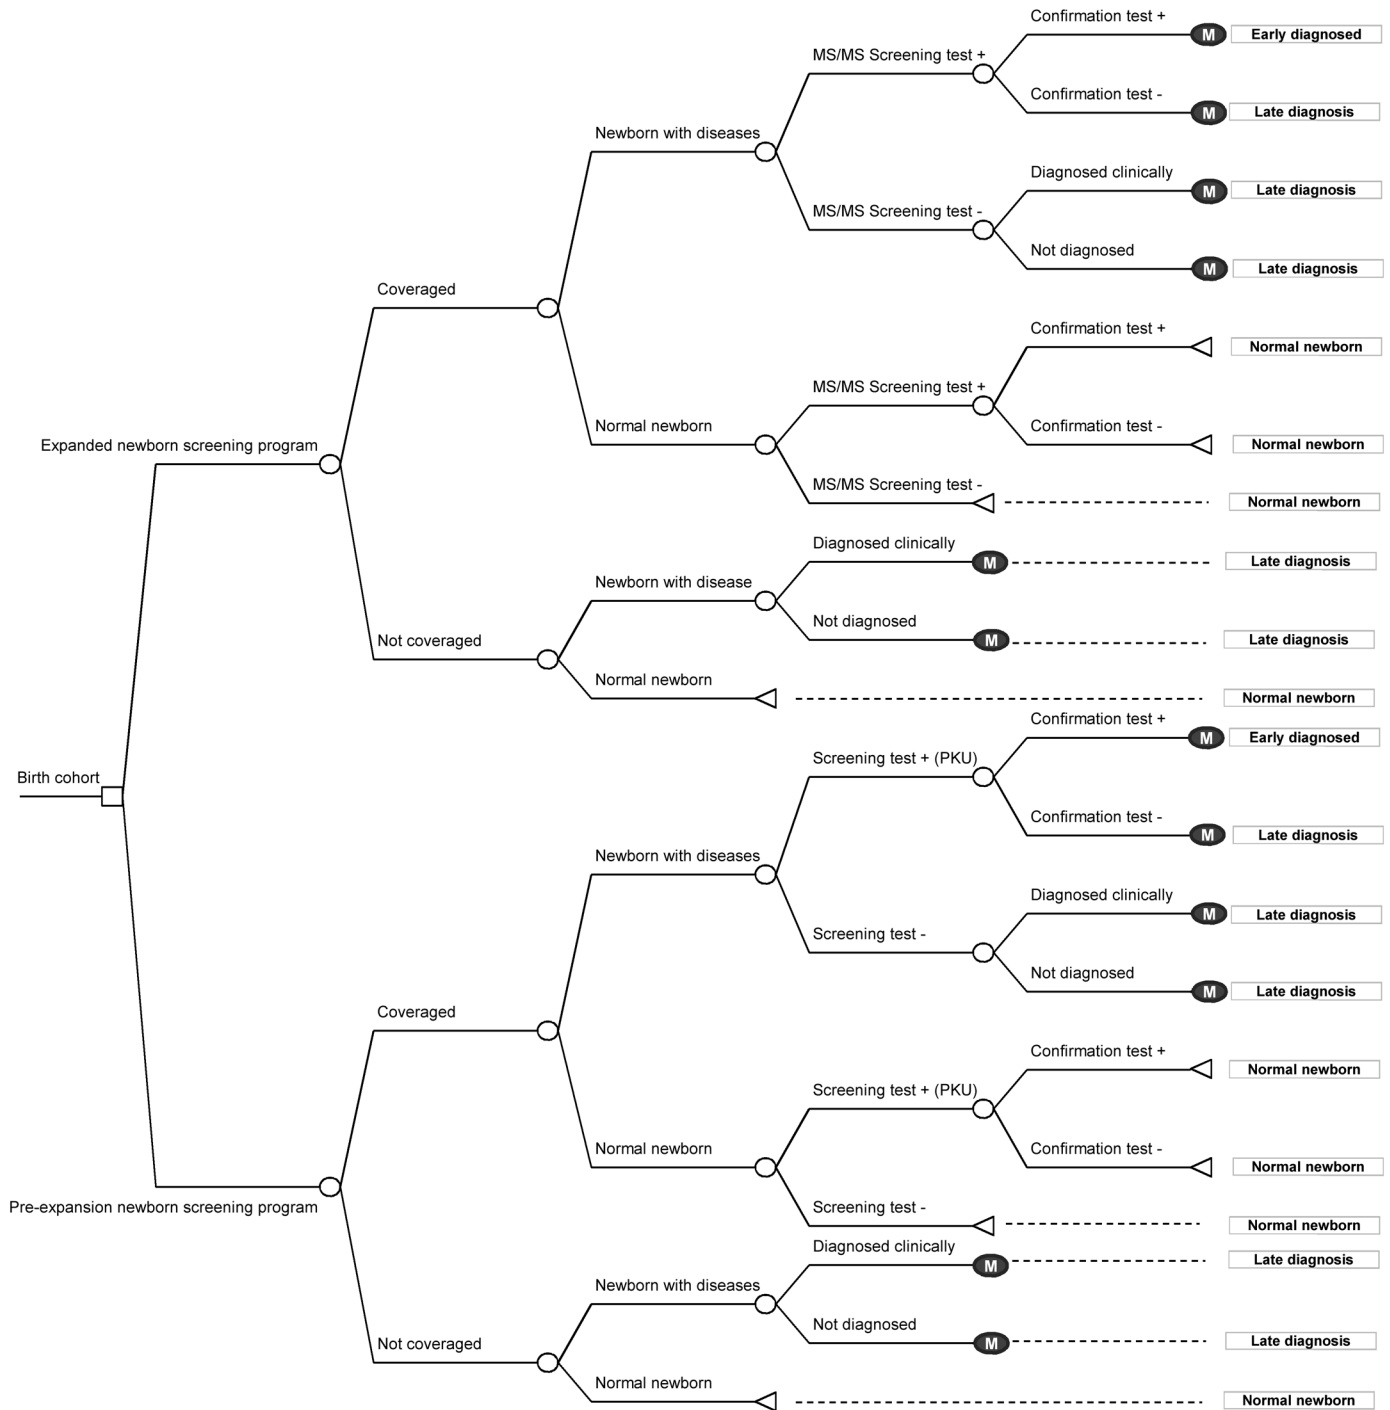 Confirmation test +
M Early diagnosed
MS/MS Screening test +
Confirmation test -
M Late diagnosis
Newborn with diseases
Diagnosed clinically
M Late diagnosis
MS/MS Screening test -
Not diagnosed
M Late diagnosis
Coveraged
Confirmation test +
Normal newborn
MS/MS Screening test +
Normal newborn
Confirmation test -
Normal newborn
Expanded newborn screening program
MS/MS Screening test -
Normal newborn
Diagnosed clinically
M Late diagnosis
Newborn with disease
Not diagnosed
M Late diagnosis
Not coveraged
Normal newborn
Normal newborn
Confirmation test +
M Early diagnosed
Screening test + (PKU)
Birth cohort
Confirmation test -
M Late diagnosis
Newborn with diseases
Diagnosed clinically
M Late diagnosis
Screening test -
Not diagnosed
M Late diagnosis
Coveraged
Confirmation test +
Normal newborn
Screening test + (PKU)
Normal newborn
Confirmation test -
Normal newborn
Pre-expansion newborn screening program
Screening test -
Normal newborn
Diagnosed clinically
M Late diagnosis
Newborn with diseases
Not diagnosed
M Late diagnosis
Not coveraged
Normal newborn
Normal newborn